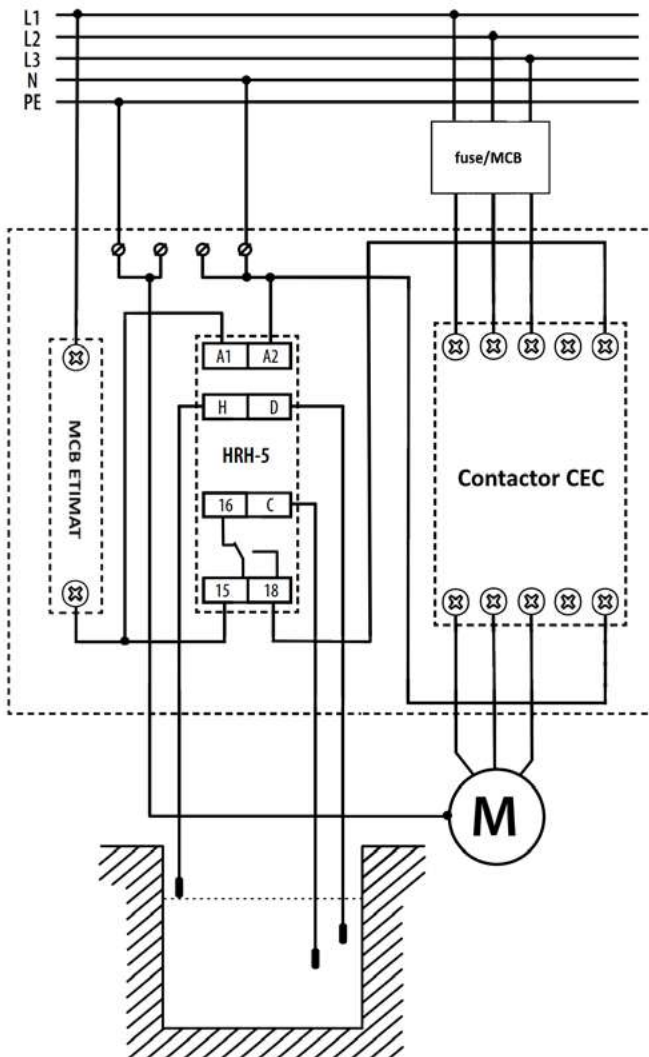 L1
L2
L3
N
PE
fuse/MCB
A1 A2
H D
HRH-5
16 C
15 18
MCB ETIMAT
Contactor CEC
M